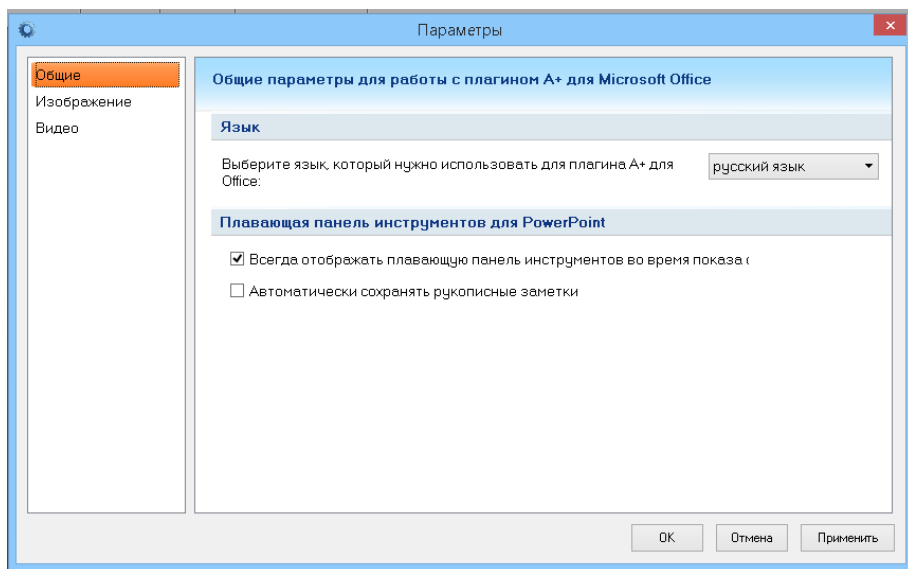 Параметры
Общие
Изображение
Видео
Общие параметры для работы с плагином A+ для Microsoft Office
Язык
Выберите язык, который нужно использовать для плагина A+ для
Office:
русский язык
Плавающая панель инструментов для PowerPoint
Всегда отображать плавающую панель инструментов во время показа
Автоматически сохранять рукописные заметки
OK
Отмена
Применить